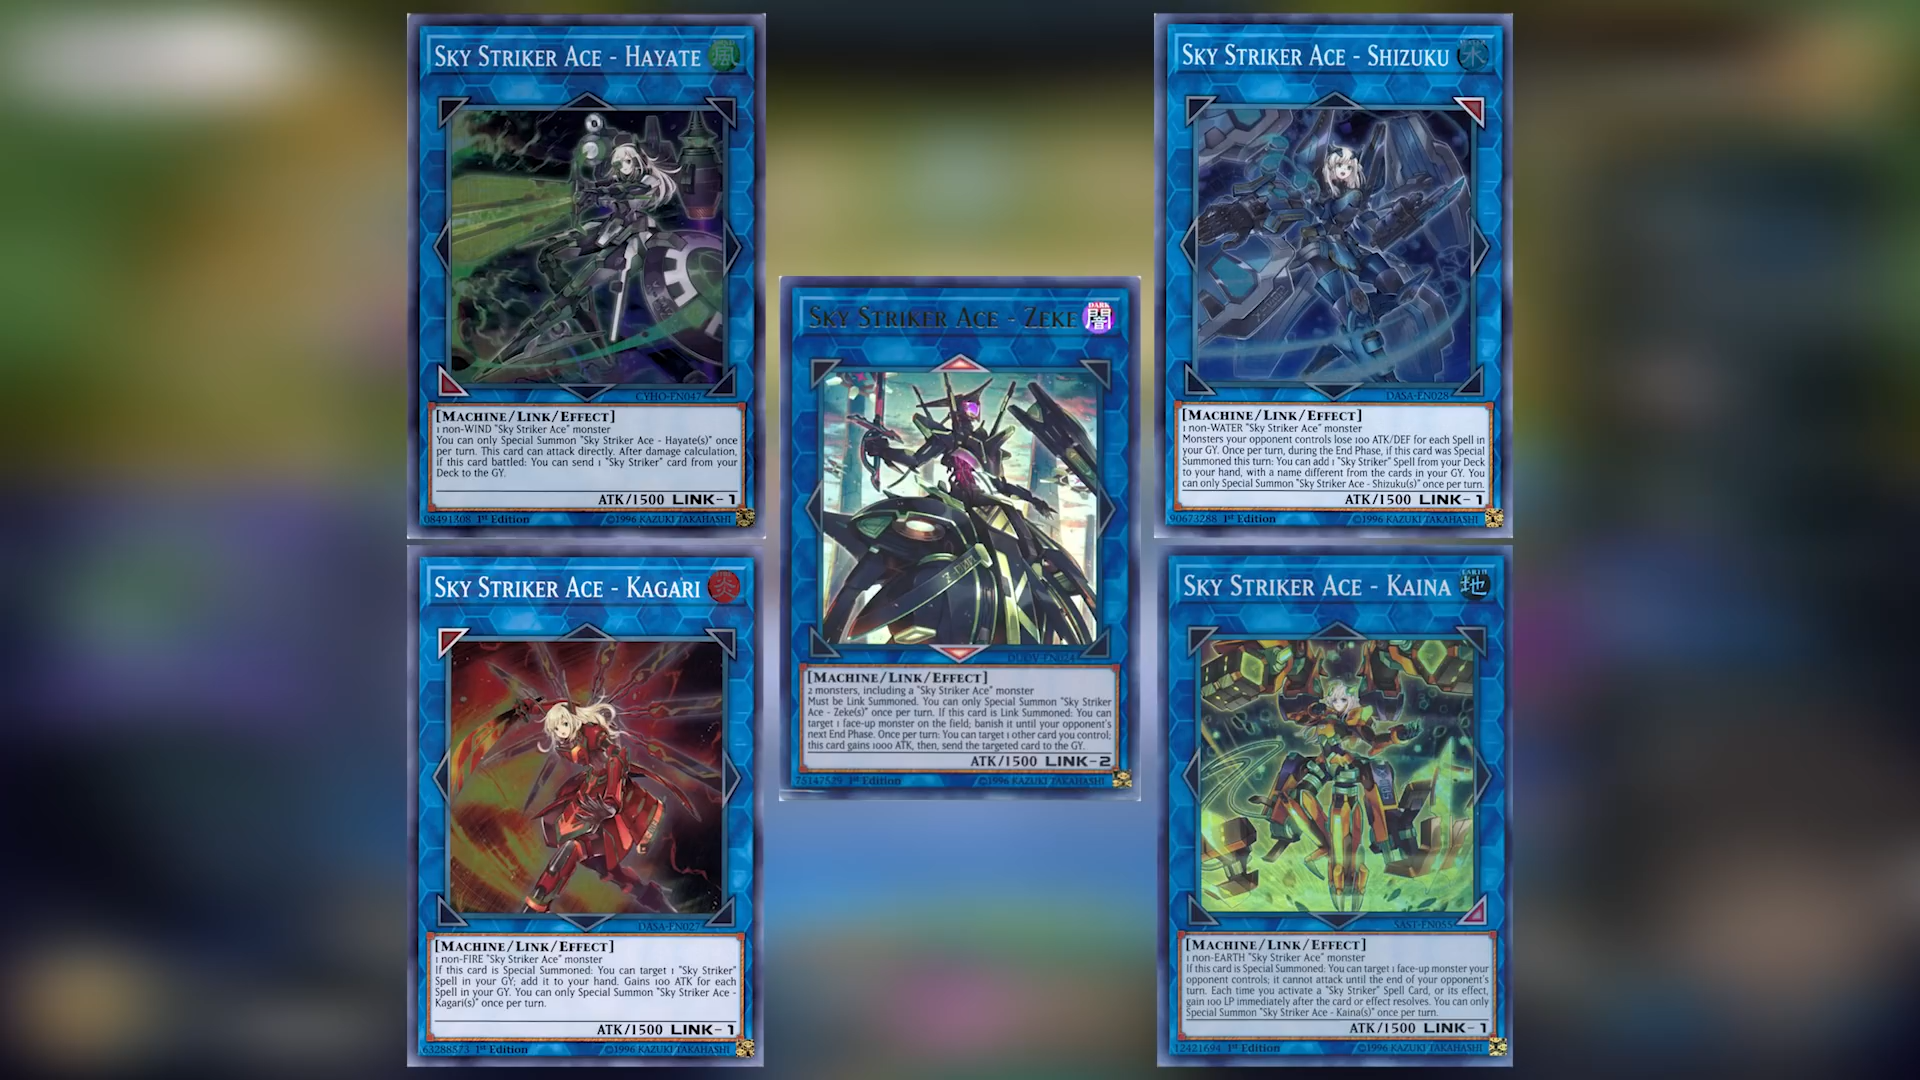 SKY STRIKER ACE - HAYATE
CYHO-EN047
[MACHINE/LINK/EFFECT]
1 non-WIND "Sky Striker Ace" monster
You can only Special Summon "Sky Striker Ace - Hayate(s)" once
per turn. This card can attack directly. After damage calculation,
if this card battled: You can send 1 "Sky Striker" card from your
Deck to the GY.
ATK/1500 LINK-1
08491308 1st Edition ©1996 KAZUKI TAKAHASHI
SKY STRIKER ACE - KAGARI
炎
DASA-EN027
[MACHINE/LINK/EFFECT]
1 non-FIRE "Sky Striker Ace" monster
If this card is Special Summoned: You can target 1 "Sky Striker"
Spell in your GY; add it to your hand. Gains 100 ATK for each
Spell in your GY. You can only Special Summon "Sky Striker Ace -
Kagari(s)" once per turn.
ATK/1500 LINK-1
63288573 1st Edition ©1996 KAZUKI TAKAHASHI
SKY STRIKER ACE - ZEKE
DARK
闇
[MACHINE/LINK/EFFECT]
2 monsters, including a "Sky Striker Ace" monster
Must be Link Summoned. You can only Special Summon "Sky Striker
Ace - Zeke(s)" once per turn. If this card is Link Summoned: You can
target 1 face-up monster on the field; banish it until your opponent's
next End Phase. Once per turn: You can target 1 other card you control;
this card gains 1000 ATK, then, send the targeted card to the GY.
ATK/1500 LINK-2
75147529 1st Edition ©1996 KAZUKI TAKAHASHI
SKY STRIKER ACE - SHIZUKU
水
DASA-EN028
[MACHINE/LINK/EFFECT]
1 non-WATER "Sky Striker Ace" monster
Monsters your opponent controls lose 100 ATK/DEF for each Spell in
your GY. Once per turn, during the End Phase, if this card was Special
Summoned this turn: You can add 1 "Sky Striker" Spell from your Deck
to your hand, with a name different from the cards in your GY. You
can only Special Summon "Sky Striker Ace - Shizuku(s)" once per turn.
ATK/1500 LINK-1
90673288 1st Edition ©1996 KAZUKI TAKAHASHI
SKY STRIKER ACE - KAINA
EARTH
地
SAST-EN055
[MACHINE/LINK/EFFECT]
1 non-EARTH "Sky Striker Ace" monster
If this card is Special Summoned: You can target 1 face-up monster your
opponent controls; it cannot attack until the end of your opponent's
turn. Each time you activate a "Sky Striker" Spell Card, or its effect,
gain 100 LP immediately after the card or effect resolves. You can only
Special Summon "Sky Striker Ace - Kaina(s)" once per turn.
ATK/1500 LINK-1
12421694 1st Edition ©1996 KAZUKI TAKAHASHI